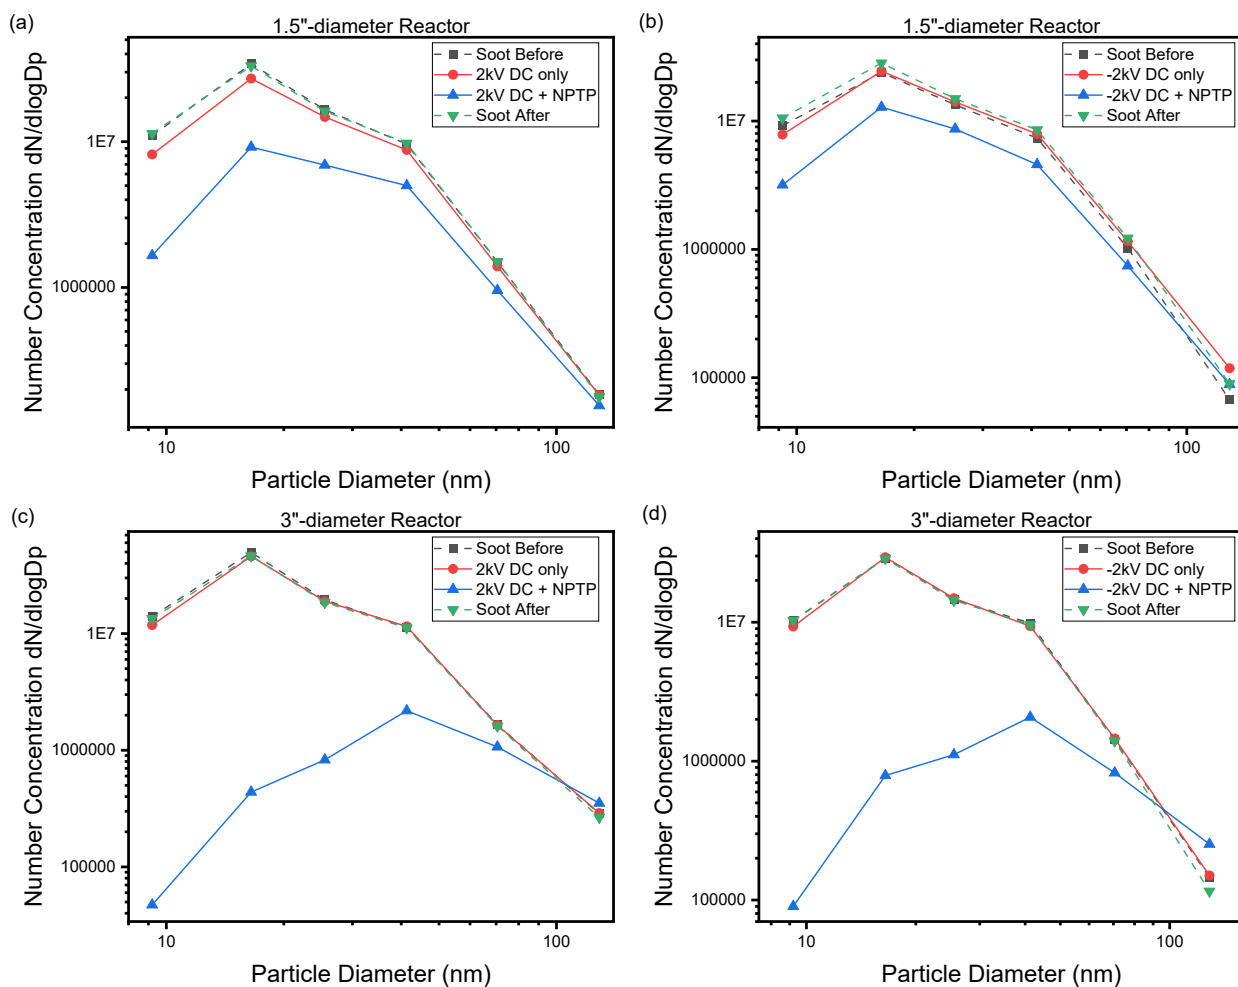 (a)
1.5"-diameter Reactor
Soot Before
2kV DC only
2kV DC + NPTP
Soot After
1E7
1000000
10
100
Number Concentration dN/dlogDp
Particle Diameter (nm)
(b)
1.5"-diameter Reactor
Soot Before
-2kV DC only
-2kV DC + NPTP
Soot After
1E7
1000000
100000
10
100
Number Concentration dN/dlogDp
Particle Diameter (nm)
(c)
3"-diameter Reactor
Soot Before
2kV DC only
2kV DC + NPTP
Soot After
1E7
1000000
100000
10
100
Number Concentration dN/dlogDp
Particle Diameter (nm)
(d)
3"-diameter Reactor
Soot Before
-2kV DC only
-2kV DC + NPTP
Soot After
1E7
1000000
100000
10
100
Number Concentration dN/dlogDp
Particle Diameter (nm)